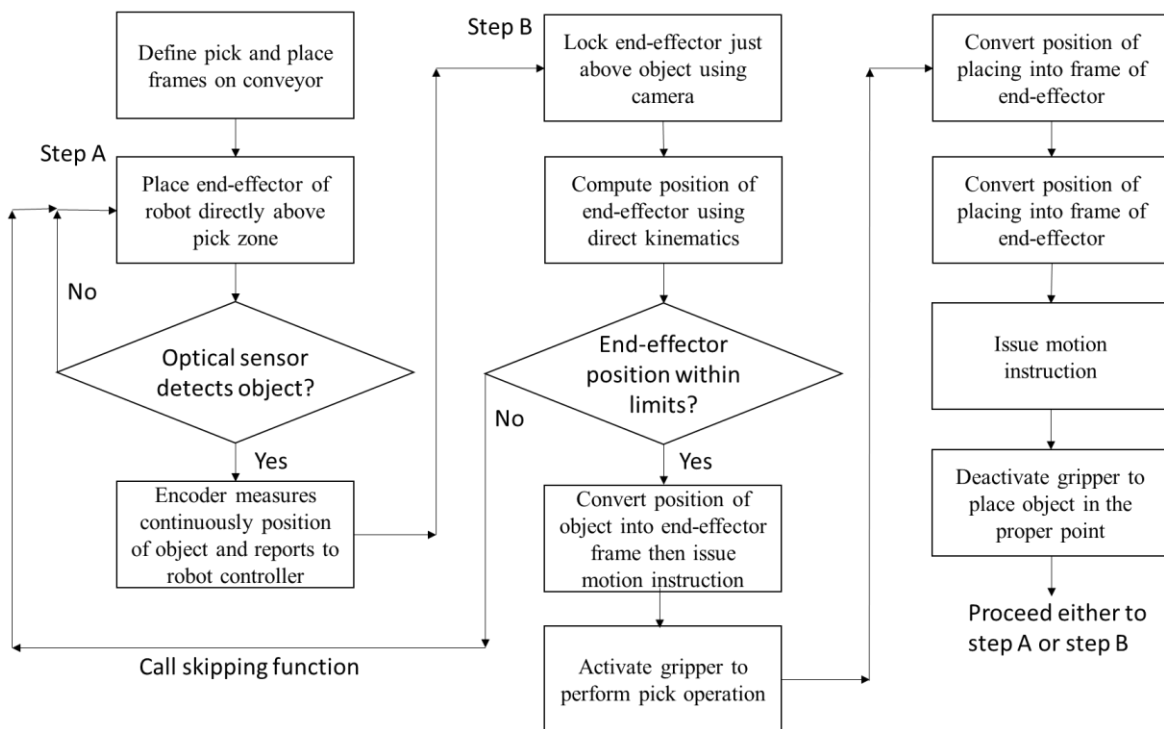 Define pick and place
frames on conveyor
Step A
Place end-effector of
robot directly above
pick zone
No
Optical sensor
detects object?
Yes
Encoder measures
continuously position
of object and reports to
robot controller
Call skipping function
Step B
Lock end-effector just
above object using
camera
Compute position of
end-effector using
direct kinematics
End-effector
position within
limits?
No
Yes
Convert position of
object into end-effector
frame then issue
motion instruction
Activate gripper to
perform pick operation
Convert position of
placing into frame of
end-effector
Convert position of
placing into frame of
end-effector
Issue motion
instruction
Deactivate gripper to
place object in the
proper point
Proceed either to
step A or step B